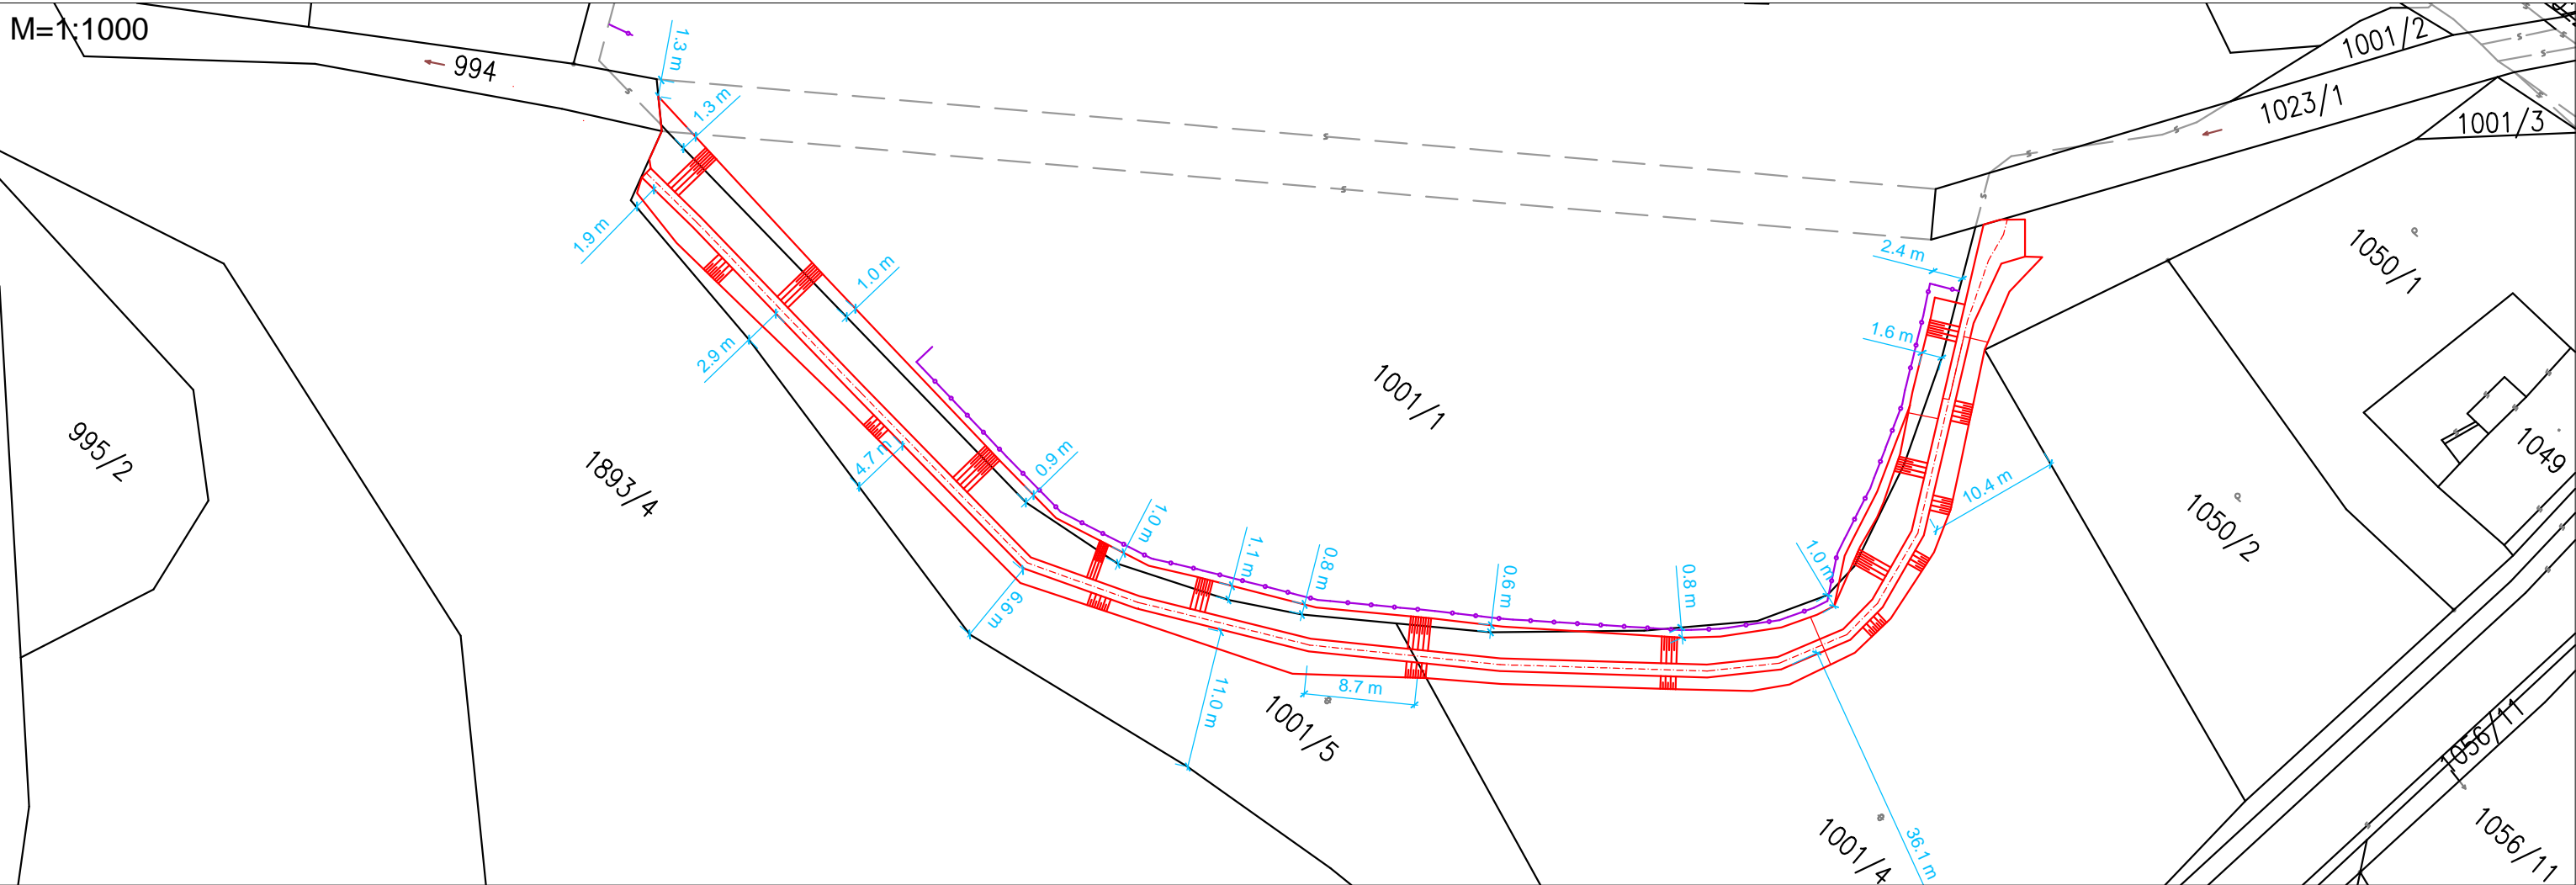 M=1:1000
994
1.3 m
1.3 m
1001/2
1023/1
1001/3
1.9 m
1.0 m
2.4 m
1050/1
2.9 m
1.6 m
1001/1
995/2
1893/4
4.7 m
0.9 m
1049
10.4 m
1050/2
1.0 m
1.1 m
0.8 m
0.6 m
0.8 m
1.0 m
6.6 m
11.0 m
8.7 m
1001/5
1056/11
1001/4
36.1 m
1056/11